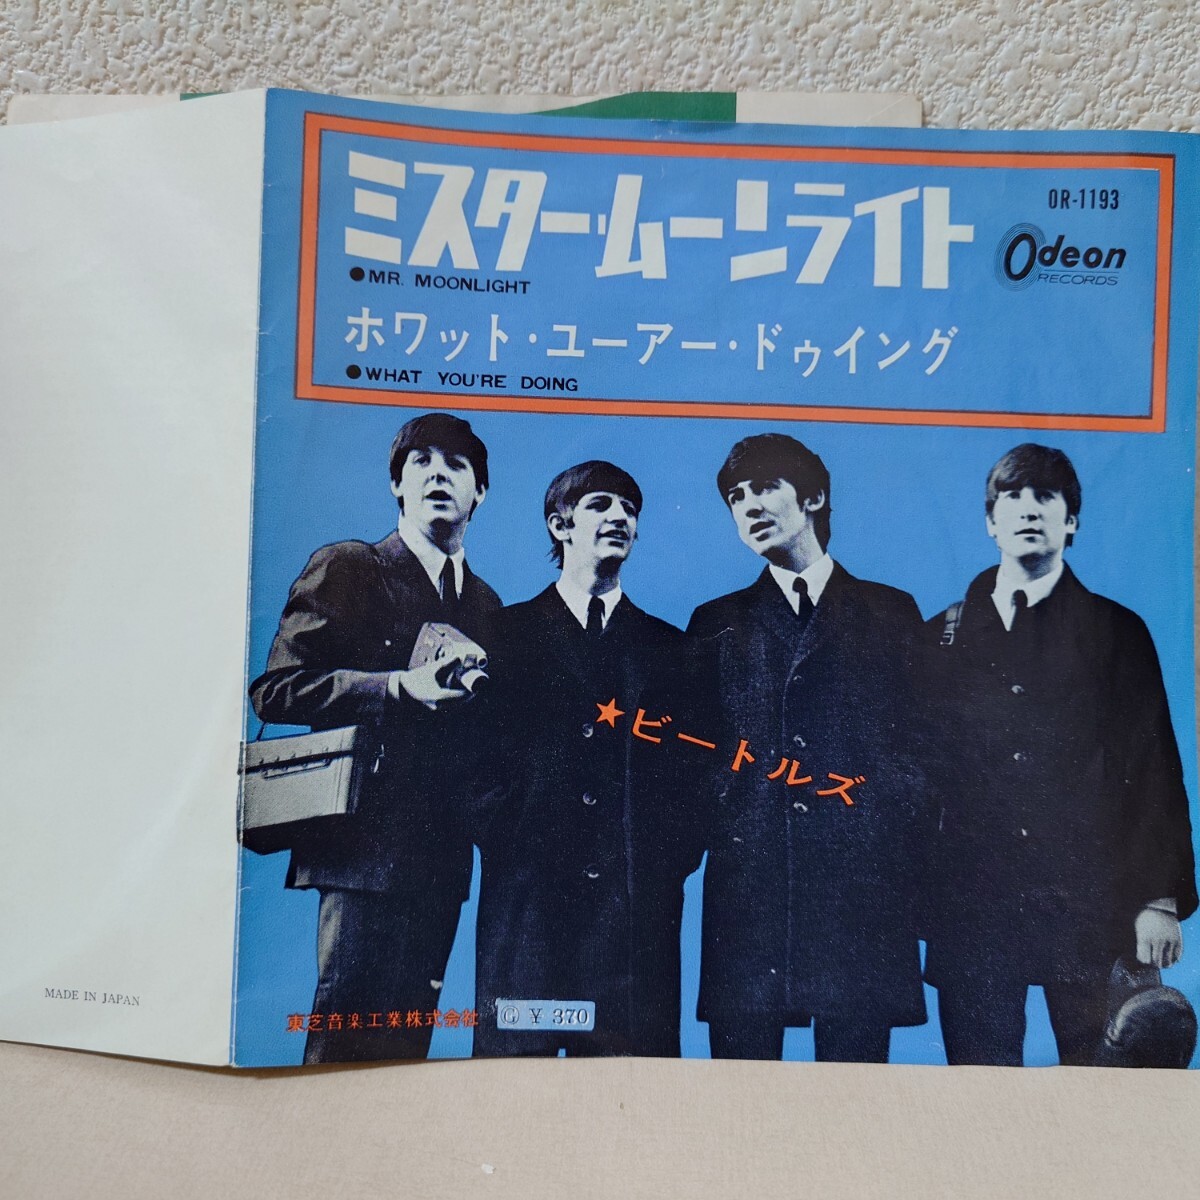 ミスター・ムーンライト
OR-1193
Odeon
RECORDS
●MR. MOONLIGHT
ホワット・ユーアー・ドゥイング
●WHAT YOU'RE DOING
★ビートルズ
MADE IN JAPAN
東芝音楽工業株式会社
Ⓖ ¥ 370